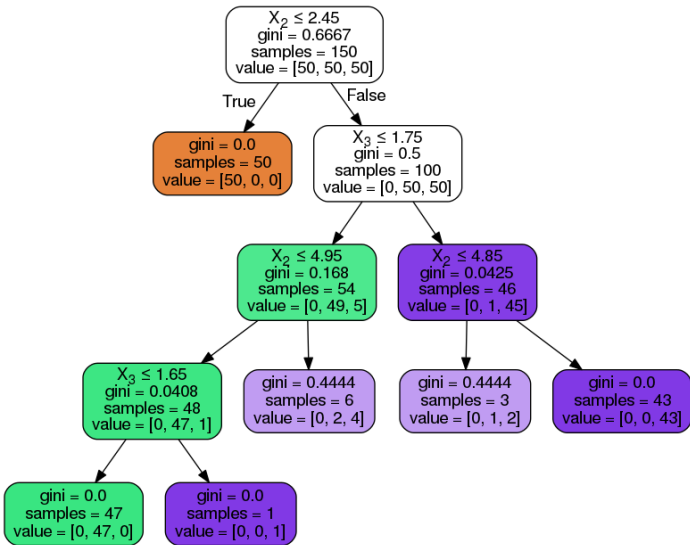 X₂ ≤ 2.45
gini = 0.6667
samples = 150
value = [50, 50, 50]
True
False
gini = 0.0
samples = 50
value = [50, 0, 0]
X₃ ≤ 1.75
gini = 0.5
samples = 100
value = [0, 50, 50]
X₂ ≤ 4.95
gini = 0.168
samples = 54
value = [0, 49, 5]
X₂ ≤ 4.85
gini = 0.0425
samples = 46
value = [0, 1, 45]
X₃ ≤ 1.65
gini = 0.0408
samples = 48
value = [0, 47, 1]
gini = 0.4444
samples = 6
value = [0, 2, 4]
gini = 0.4444
samples = 3
value = [0, 1, 2]
gini = 0.0
samples = 43
value = [0, 0, 43]
gini = 0.0
samples = 47
value = [0, 47, 0]
gini = 0.0
samples = 1
value = [0, 0, 1]